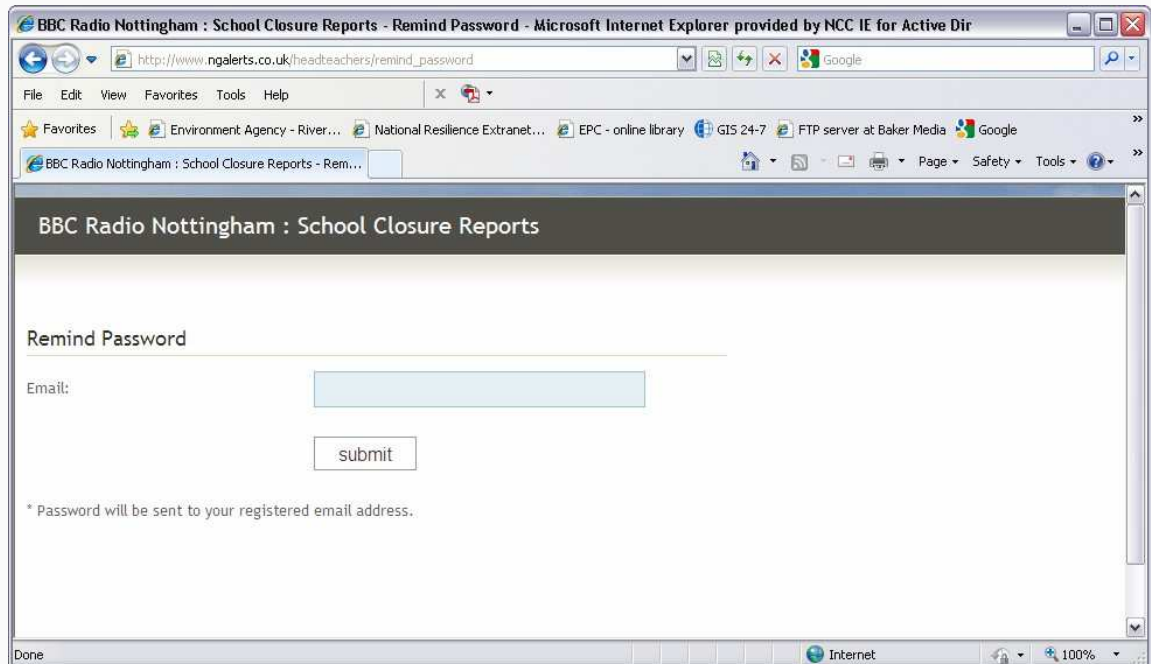 BBC Radio Nottingham : School Closure Reports - Remind Password - Microsoft Internet Explorer provided by NCC IE for Active Dir
http://www.ngalerts.co.uk/headteachers/remind_password
Google
File Edit View Favorites Tools Help
Favorites Environment Agency - River... National Resilience Extranet... EPC - online library GIS 24-7 FTP server at Baker Media Google
BBC Radio Nottingham : School Closure Reports - Rem... Page Safety Tools
BBC Radio Nottingham : School Closure Reports
Remind Password
Email:
submit
* Password will be sent to your registered email address.
Done Internet 100%